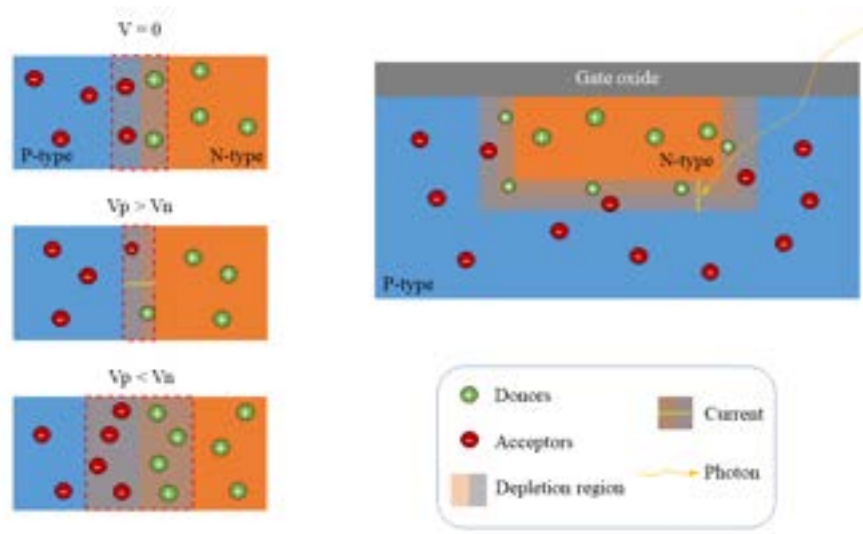 V = 0
P-type
N-type
Vp > Vn
Vp < Vn
Gate oxide
N-type
P-type
Donors
Acceptors
Depletion region
Current
Photon